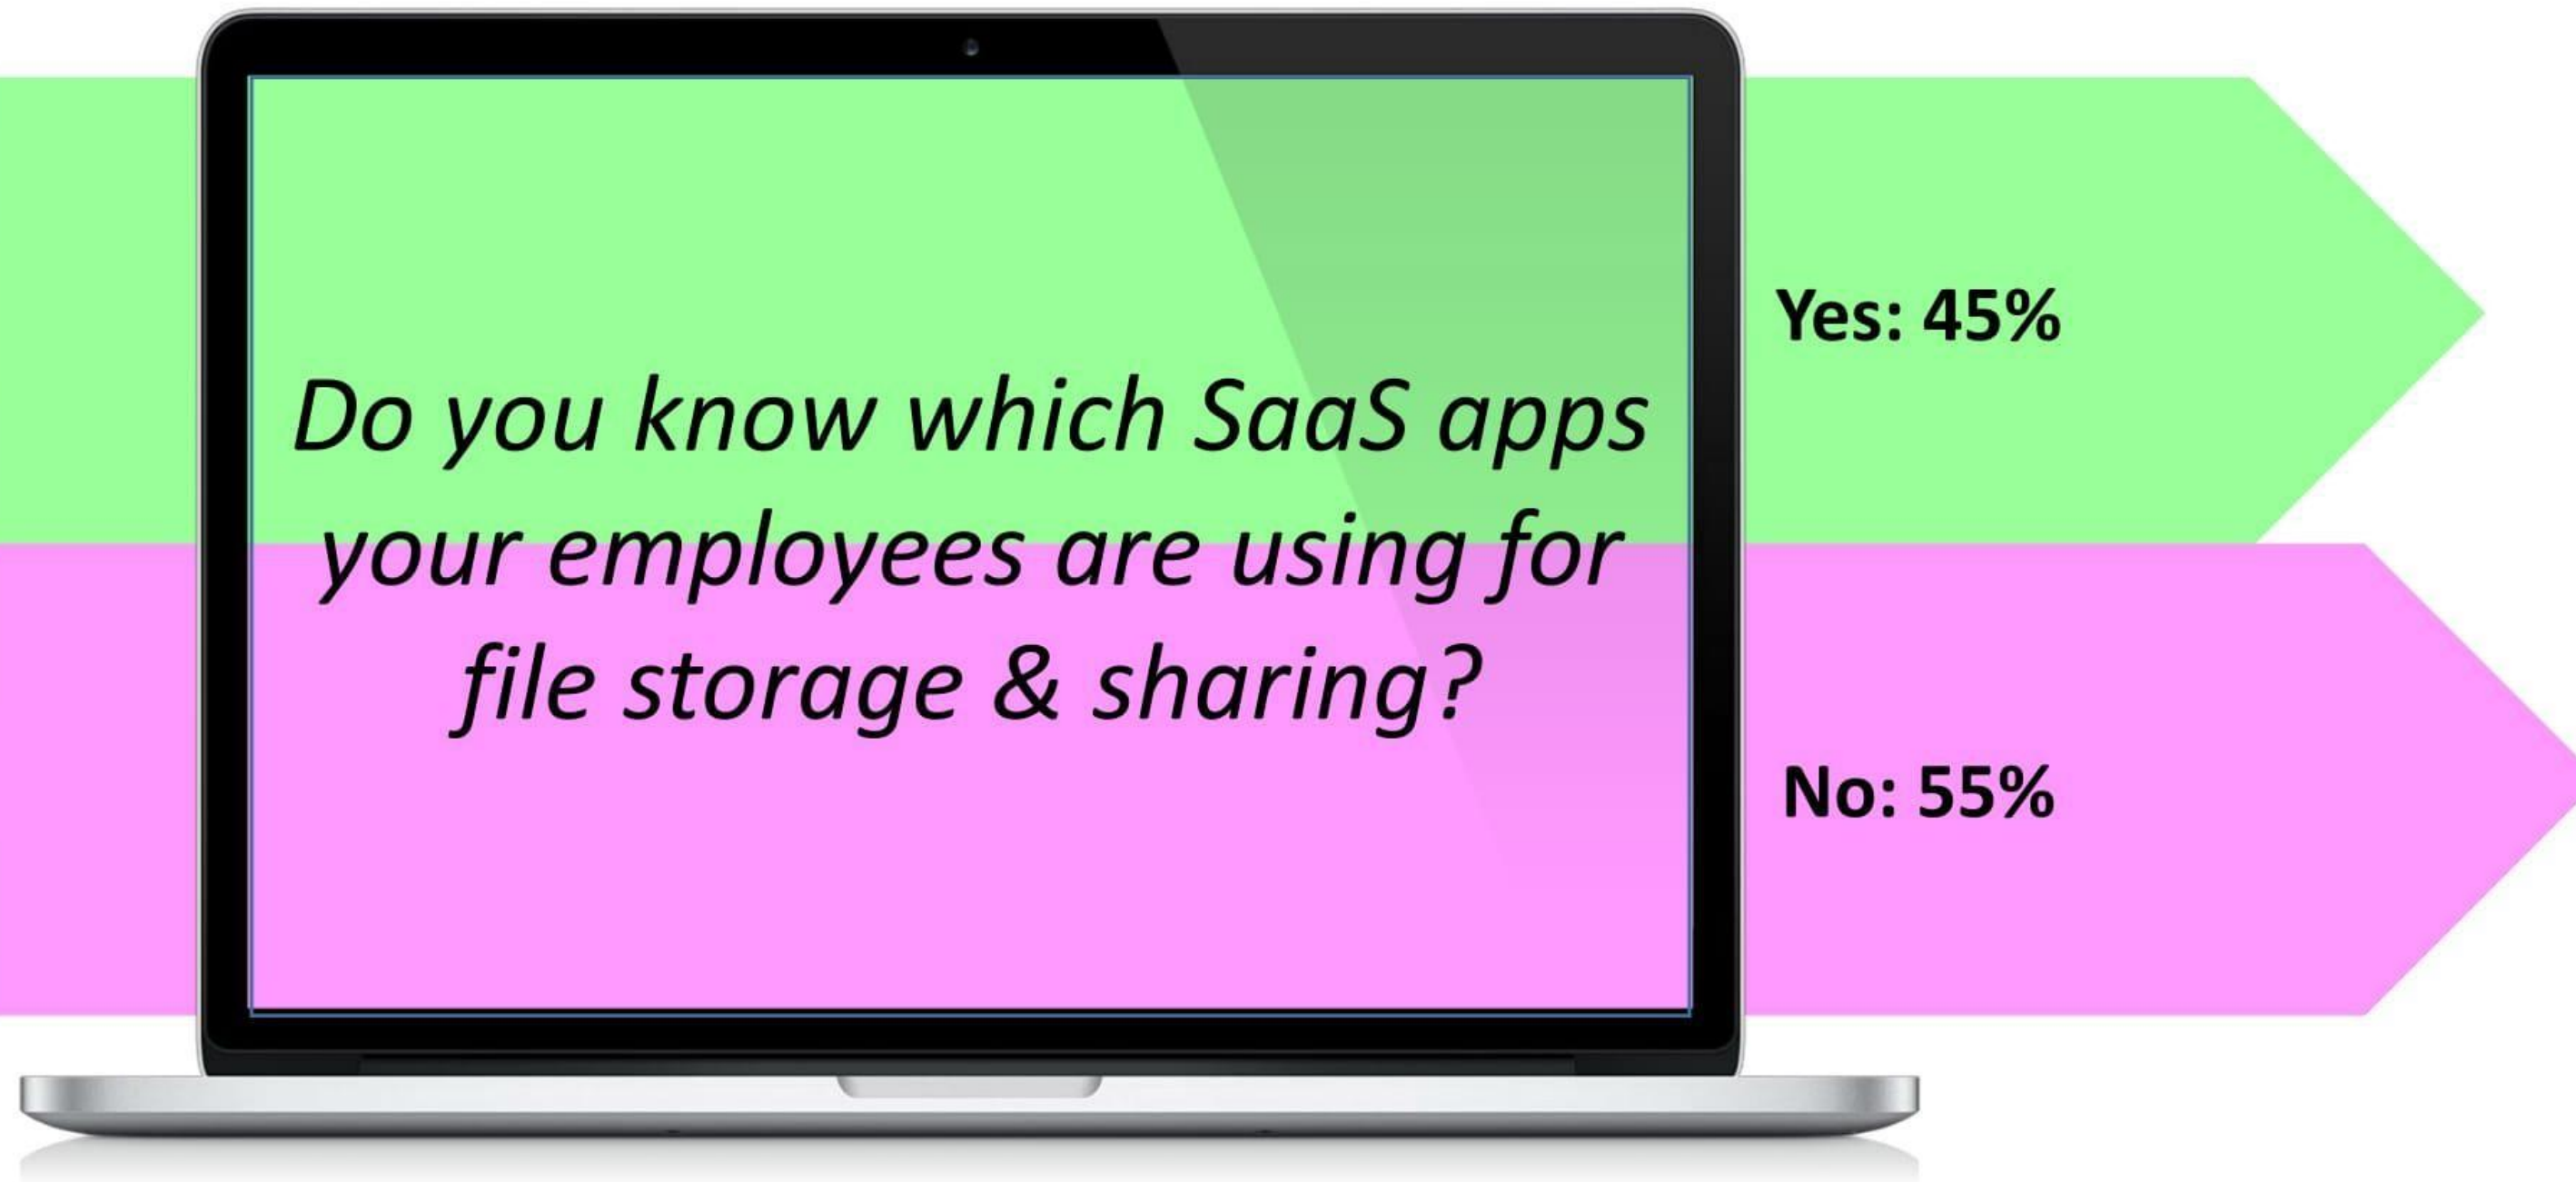 Do you know which SaaS apps
your employees are using for
file storage & sharing?
Yes: 45%
No: 55%